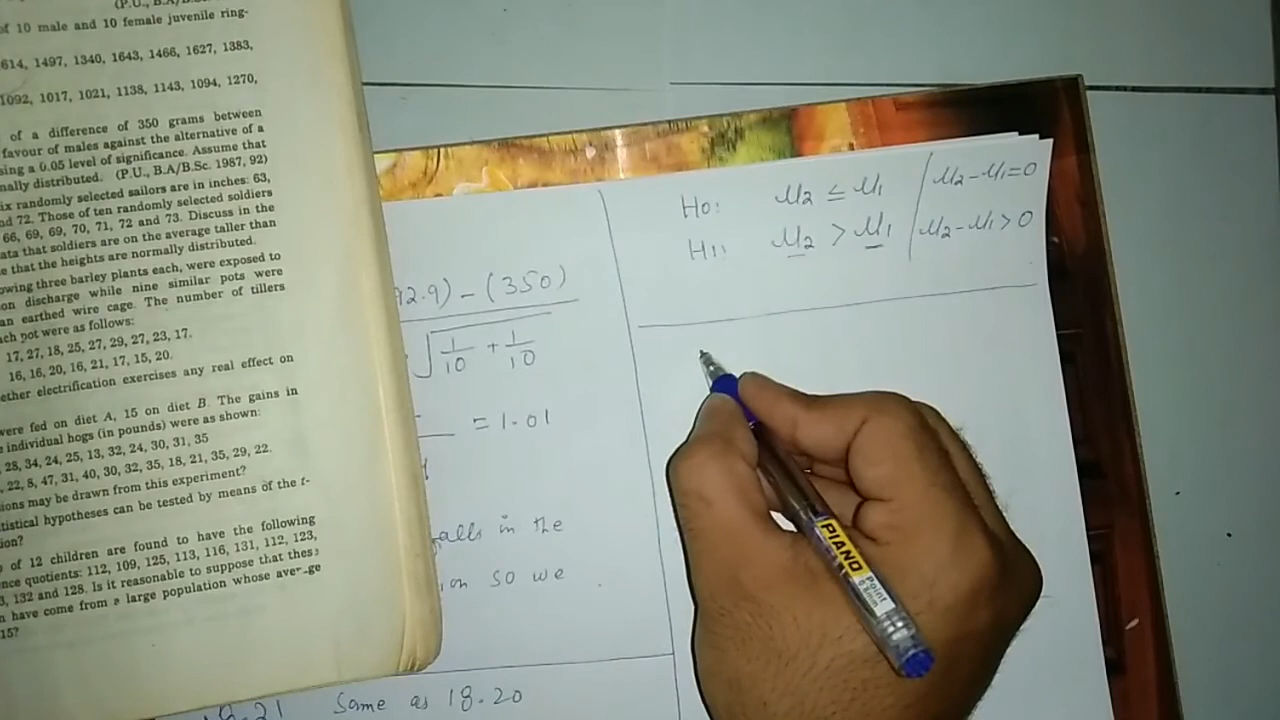 (P.U., B.A/B.Sc.
of 10 male and 10 female juvenile ring-
614, 1497, 1340, 1643, 1466, 1627, 1383,
1092, 1017, 1021, 1138, 1143, 1094, 1270,
of a difference of 350 grams between
favour of males against the alternative of a
sing a 0.05 level of significance. Assume that
nally distributed. (P.U., B.A/B.Sc. 1987, 92)
ix randomly selected sailors are in inches: 63,
nd 72. Those of ten randomly selected soldiers
66, 69, 69, 70, 71, 72 and 73. Discuss in the
ata that soldiers are on the average taller than
e that the heights are normally distributed.
owing three barley plants each, were exposed to
on discharge while nine similar pots were
an earthed wire cage. The number of tillers
ach pot were as follows:
17, 27, 18, 25, 27, 29, 27, 23, 17.
16, 16, 20, 16, 21, 17, 15, 20.
ether electrification exercises any real effect on
were fed on diet A, 15 on diet B. The gains in
e individual hogs (in pounds) were as shown:
28, 34, 24, 25, 13, 32, 24, 30, 31, 35
22, 8, 47, 31, 40, 30, 32, 35, 18, 21, 35, 29, 22.
sions may be drawn from this experiment?
tistical hypotheses can be tested by means of the t-
ion?
of 12 children are found to have the following
nce quotients: 112, 109, 125, 113, 116, 131, 112, 123,
3, 132 and 128. Is it reasonable to suppose that thes
n have come from a large population whose average
15?
92.9) - (350)
√ 1/10 + 1/10
= 1.01
falls in the
ion so we
Same as 18.20
H0: μ2 ≤ μ1 / μ2 - μ1 = 0
H1: μ2 > μ1 / μ2 - μ1 > 0
PIANO
Point
0.8mm